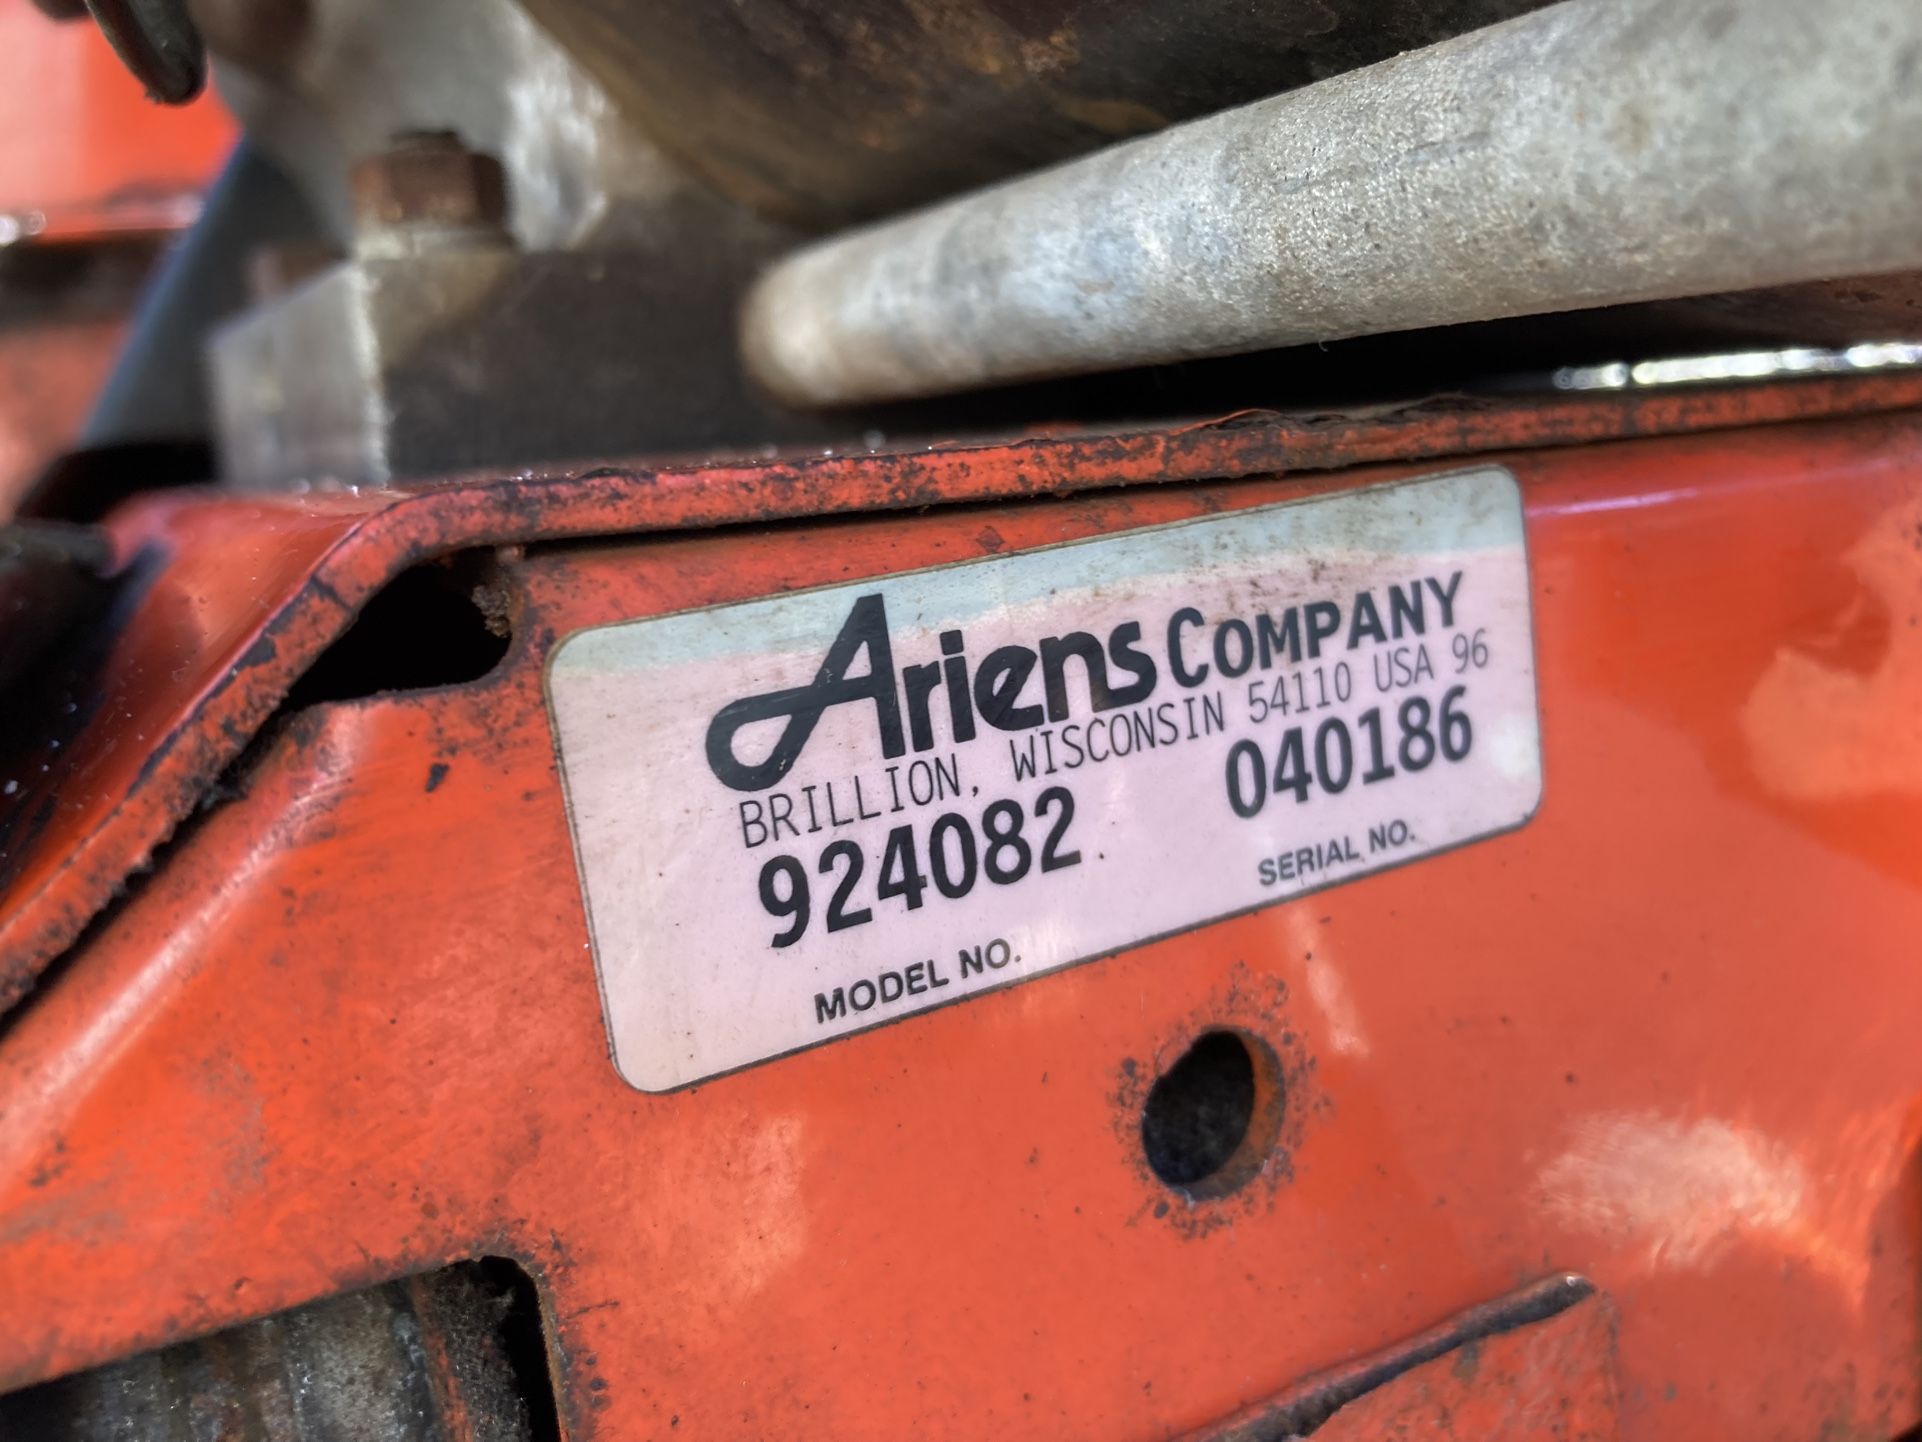 Ariens COMPANY
BRILLION, WISCONSIN 54110 USA 96
924082 040186
MODEL NO. SERIAL NO.